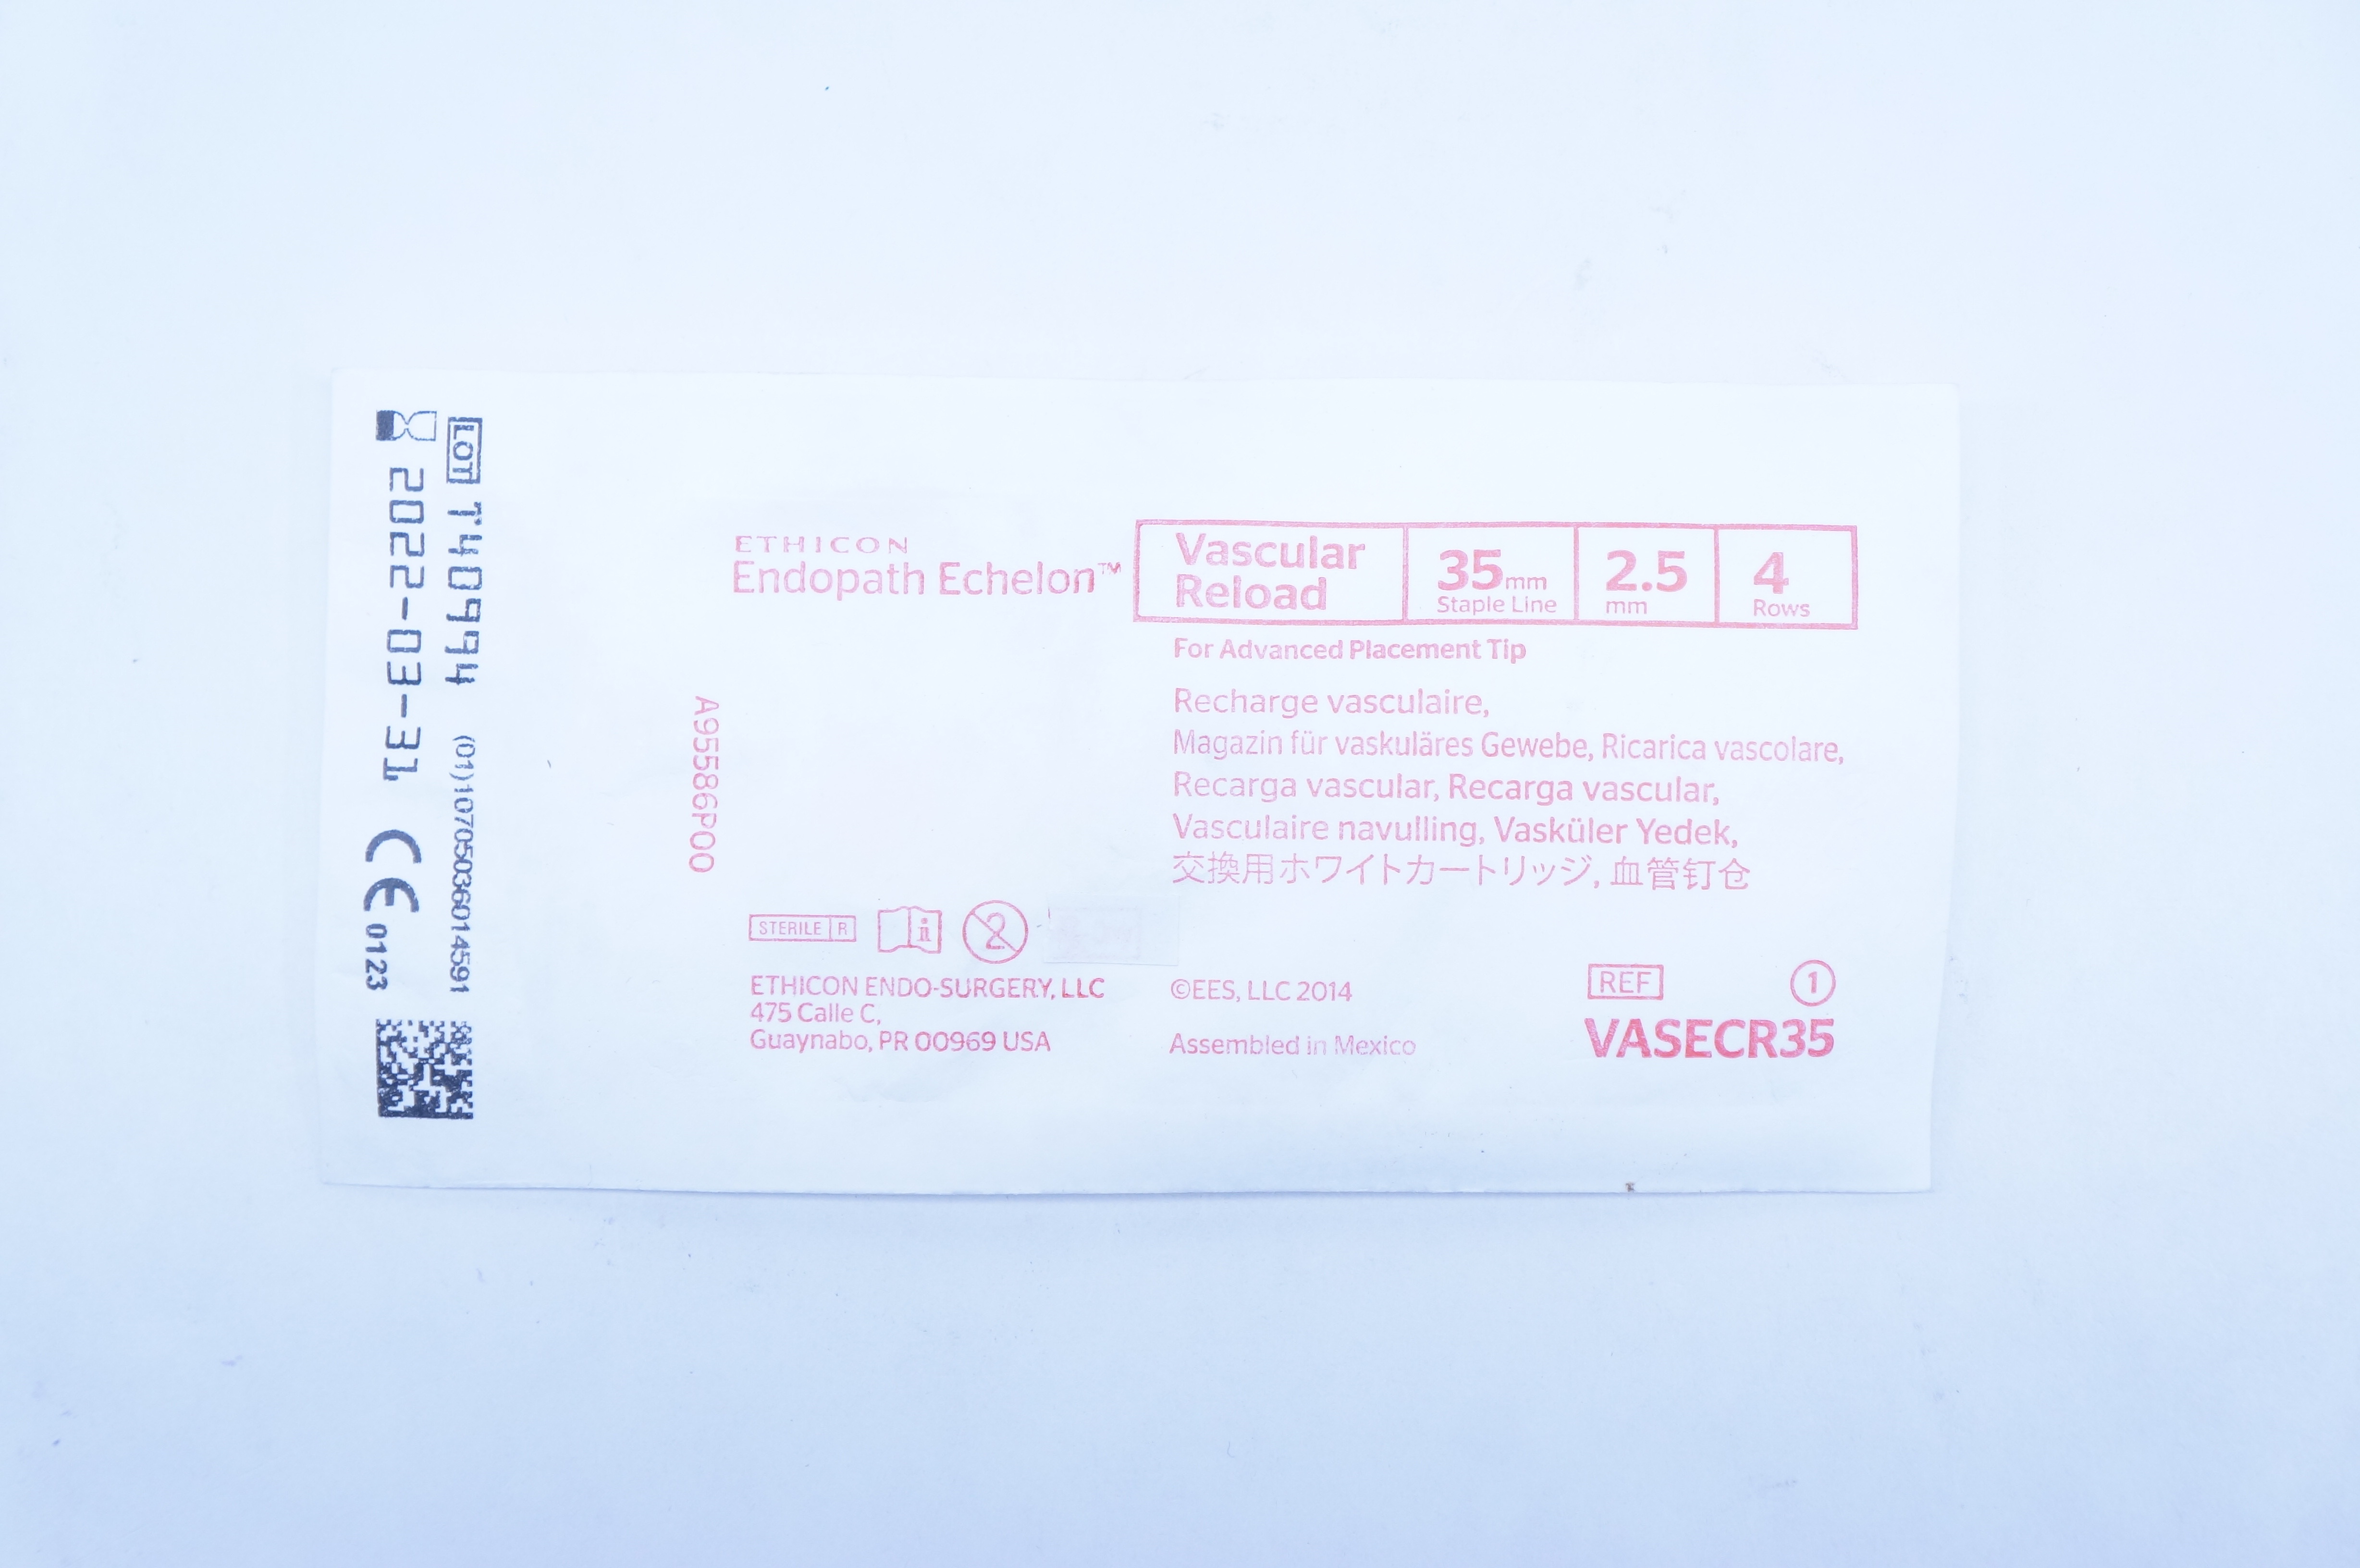 LOT T40994 (01)10705036014591
2022-03-31 CE 0123
A95586P00
ETHICON
Endopath Echelon™
Vascular
Reload
35mm
Staple Line
2.5
mm
4
Rows
For Advanced Placement Tip
Recharge vasculaire,
Magazin für vaskuläres Gewebe, Ricarica vascolare,
Recarga vascular, Recarga vascular,
Vasculaire navulling, Vasküler Yedek,
交換用ホワイトカートリッジ, 血管钉仓
STERILE R i 2
ETHICON ENDO-SURGERY, LLC
475 Calle C,
Guaynabo, PR 00969 USA
©EES, LLC 2014
Assembled in Mexico
REF 1
VASECR35